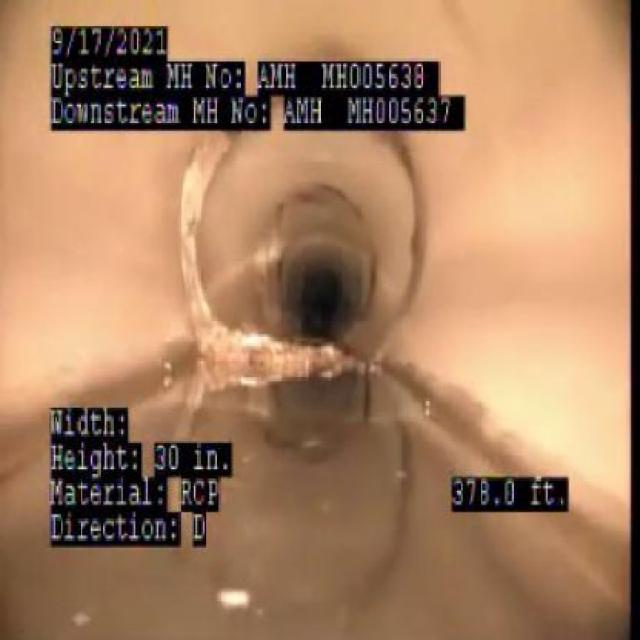 9/17/2021
Upstream MH No: AMH MH005638
Downstream MH No: AMH MH005637
Width:
Height: 30 in.
Material: RCP
Direction: D
378.0 ft.